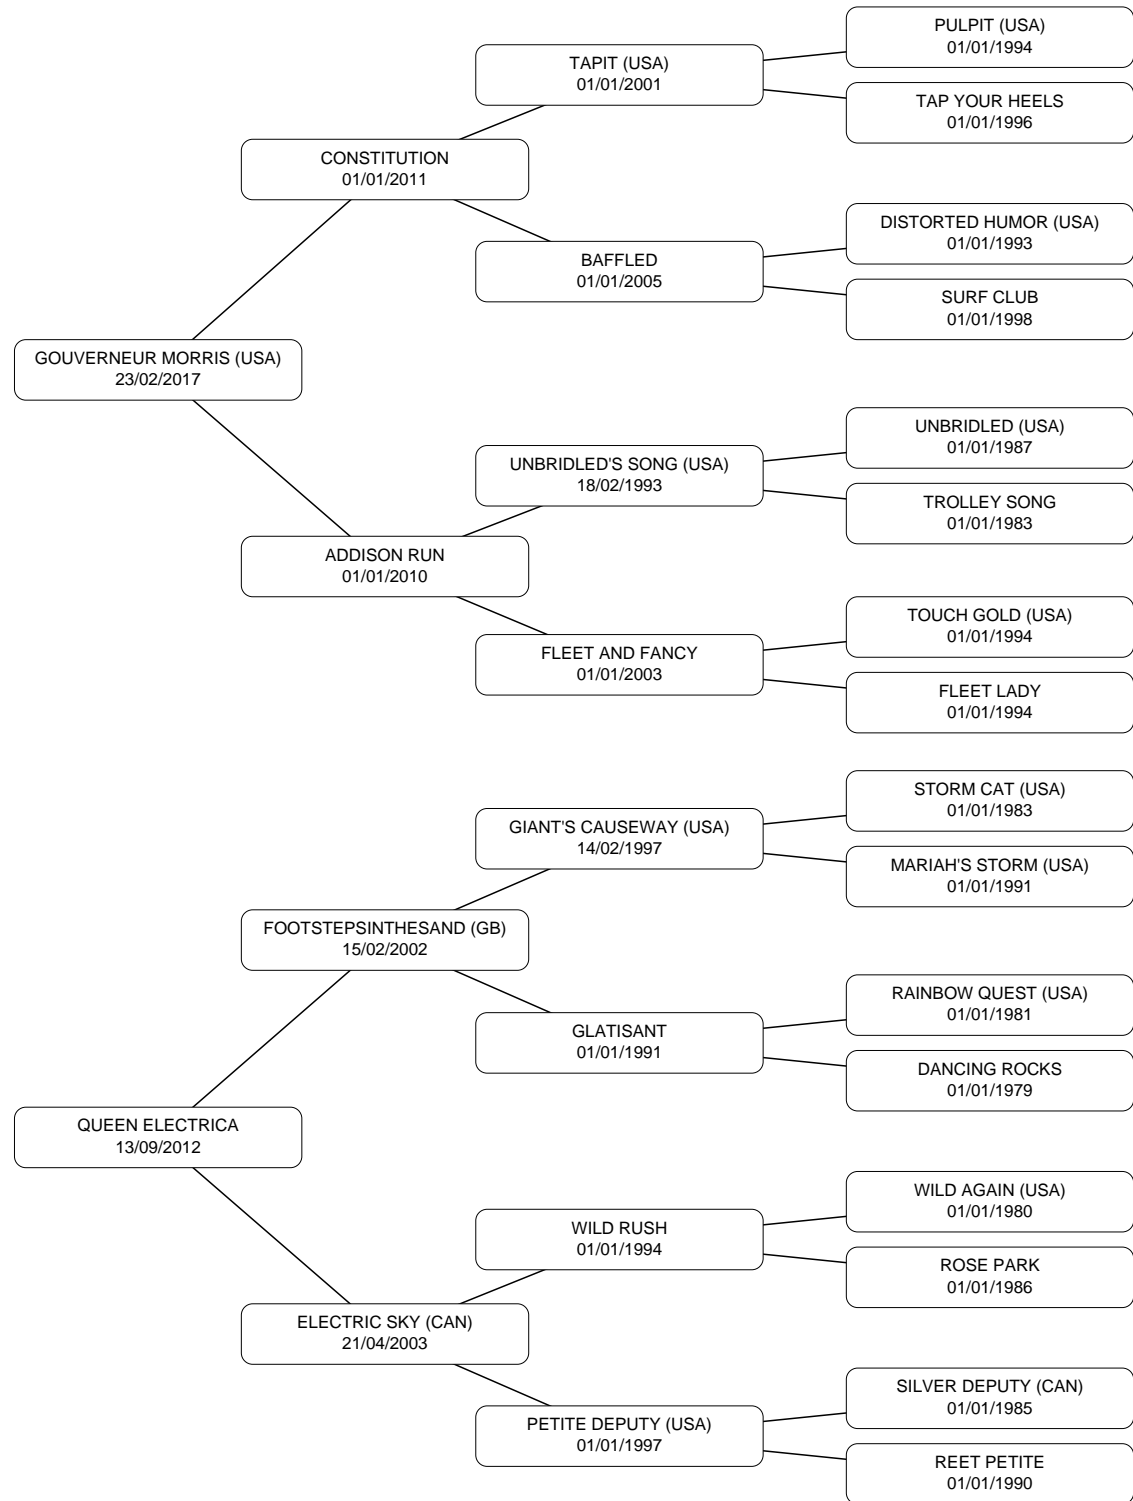 PULPIT (USA)
01/01/1994
TAPIT (USA)
01/01/2001
TAP YOUR HEELS
01/01/1996
CONSTITUTION
01/01/2011
DISTORTED HUMOR (USA)
01/01/1993
BAFFLED
01/01/2005
SURF CLUB
01/01/1998
GOUVERNEUR MORRIS (USA)
23/02/2017
UNBRIDLED (USA)
01/01/1987
UNBRIDLED'S SONG (USA)
18/02/1993
TROLLEY SONG
01/01/1983
ADDISON RUN
01/01/2010
TOUCH GOLD (USA)
01/01/1994
FLEET AND FANCY
01/01/2003
FLEET LADY
01/01/1994
STORM CAT (USA)
01/01/1983
GIANT'S CAUSEWAY (USA)
14/02/1997
MARIAH'S STORM (USA)
01/01/1991
FOOTSTEPSINTHESAND (GB)
15/02/2002
RAINBOW QUEST (USA)
01/01/1981
GLATISANT
01/01/1991
DANCING ROCKS
01/01/1979
QUEEN ELECTRICA
13/09/2012
WILD AGAIN (USA)
01/01/1980
WILD RUSH
01/01/1994
ROSE PARK
01/01/1986
ELECTRIC SKY (CAN)
21/04/2003
SILVER DEPUTY (CAN)
01/01/1985
PETITE DEPUTY (USA)
01/01/1997
REET PETITE
01/01/1990